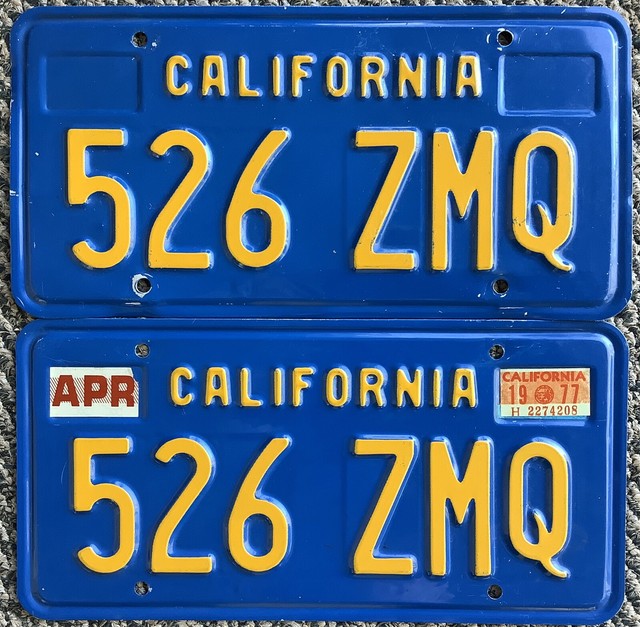 CALIFORNIA
526 ZMQ
APR CALIFORNIA CALIFORNIA
19 77
H 2274208
526 ZMQ